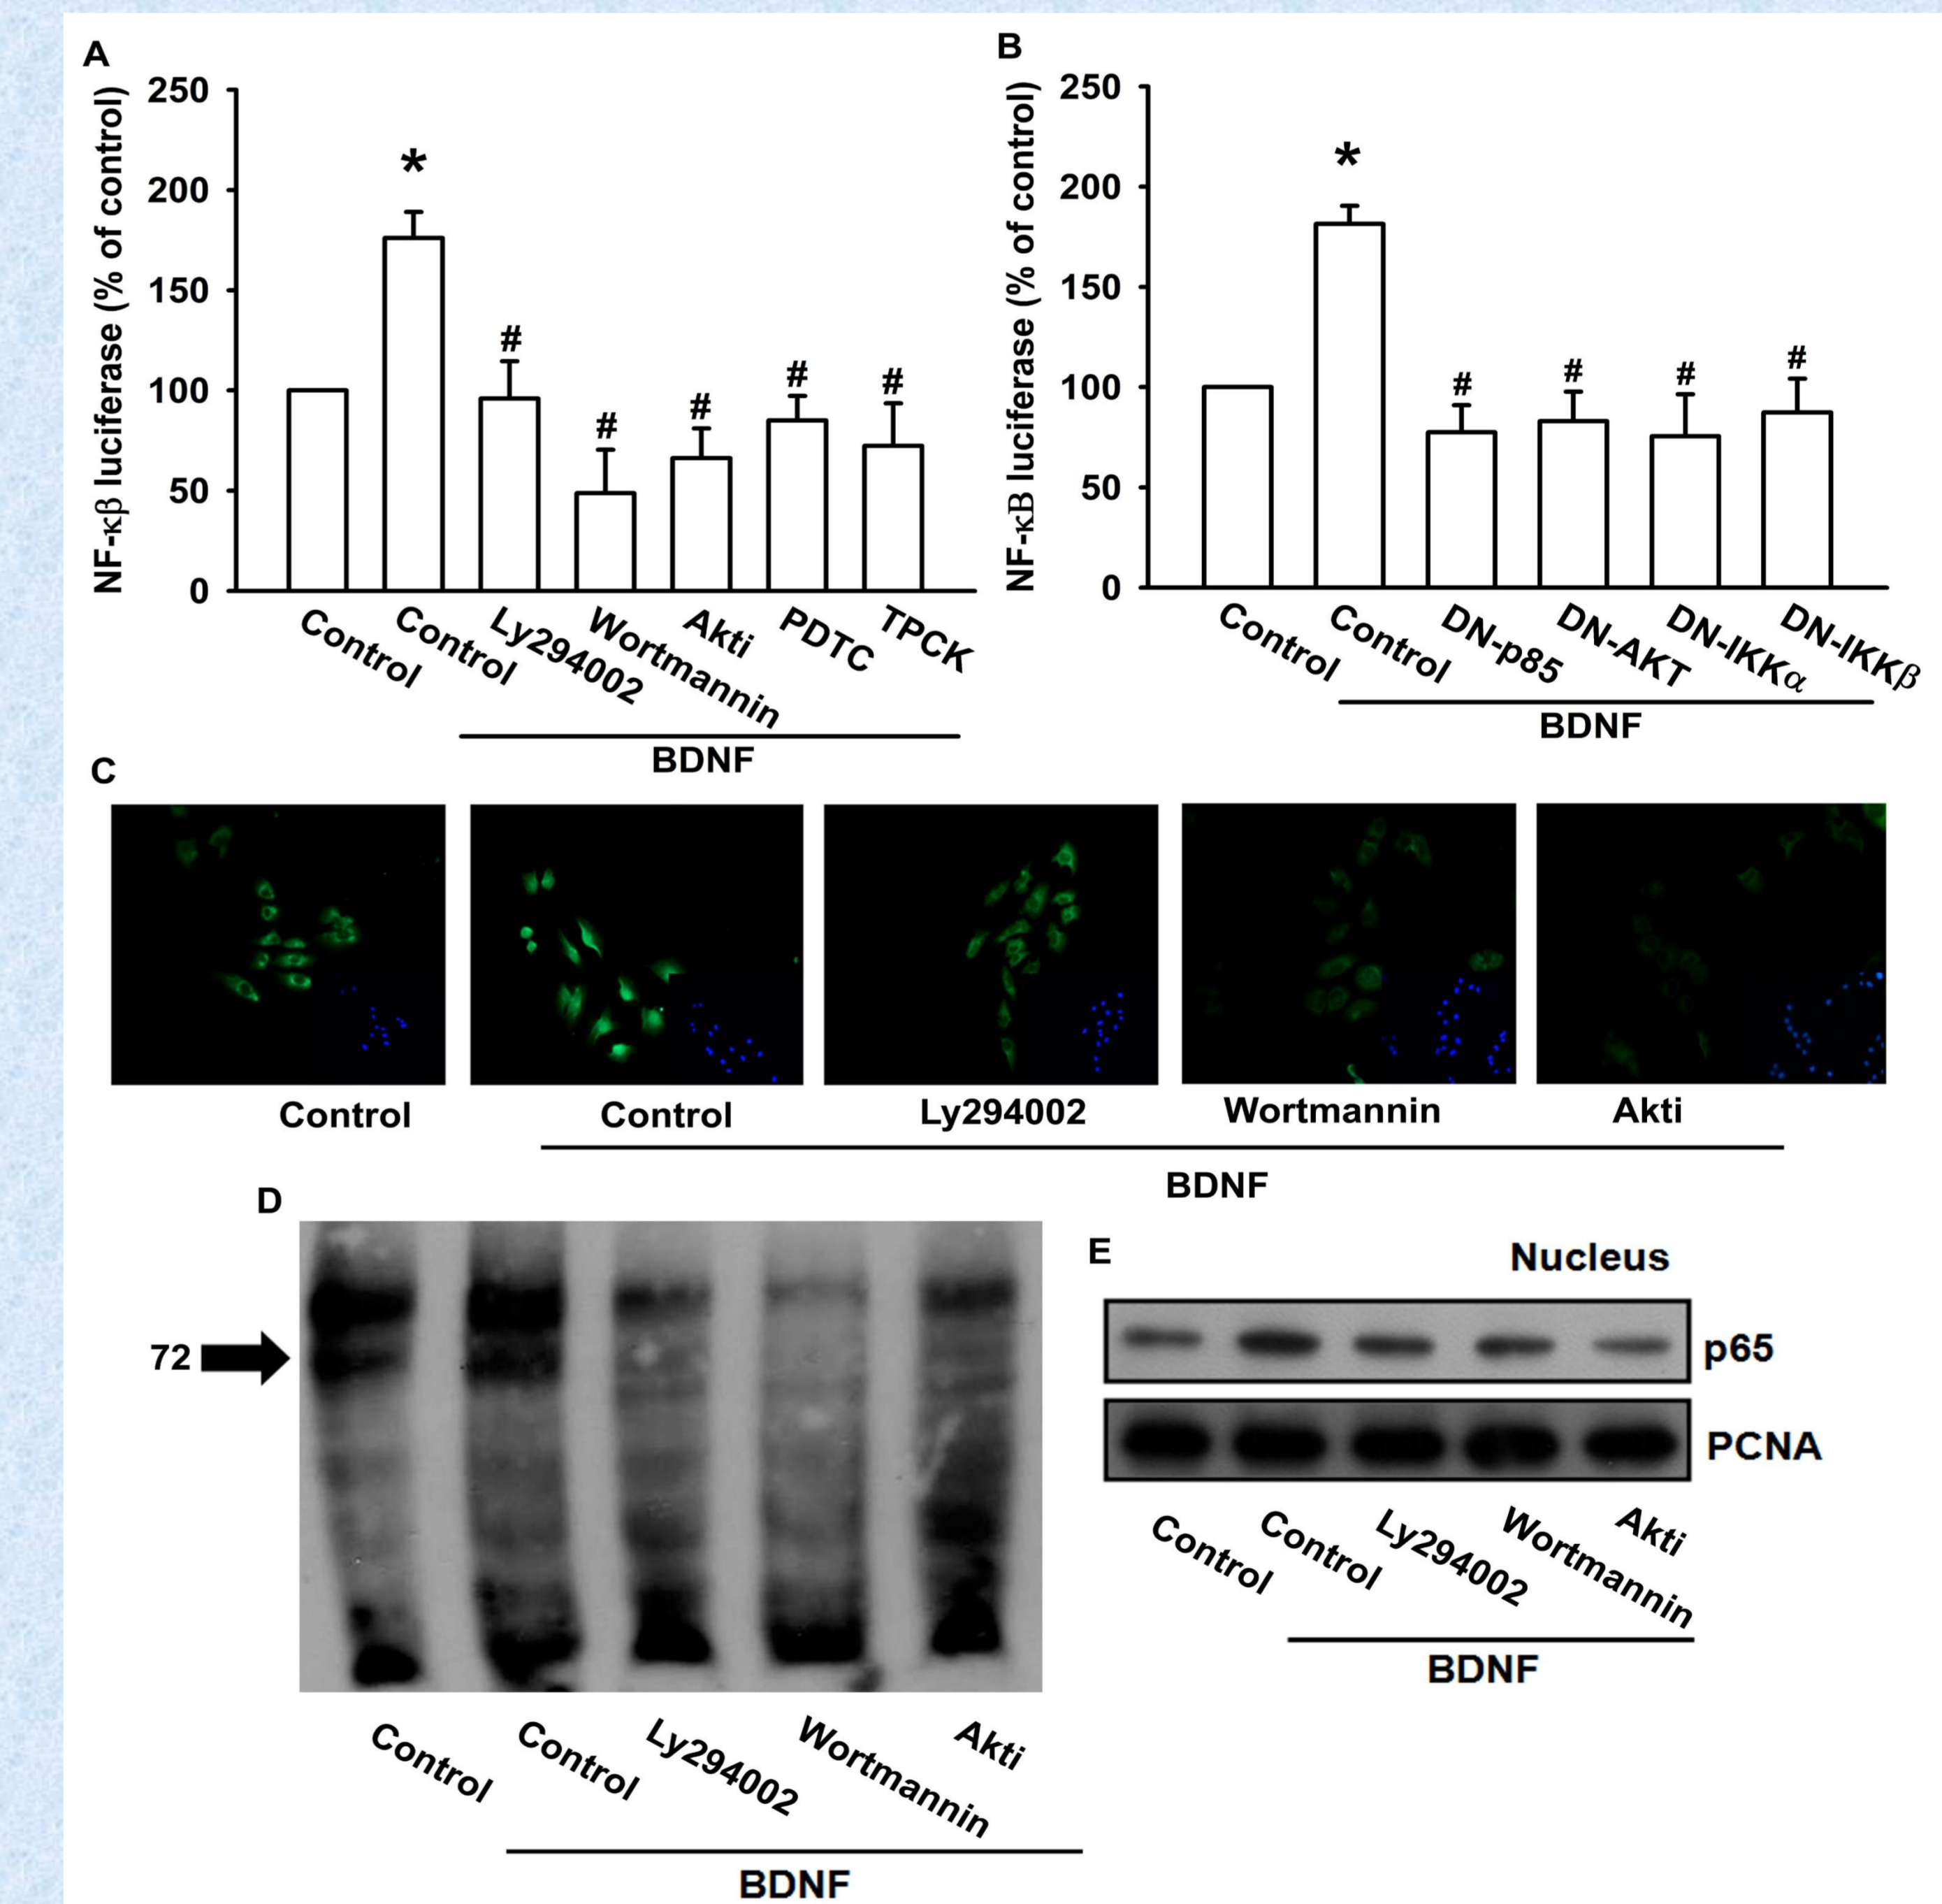 A
NF-κβ luciferase (% of control)
250
200
150
100
50
0
*
#
#
#
#
#
Control
Control
Ly294002
Wortmannin
Akti
PDTC
TPCK
BDNF
B
NF-κB luciferase (% of control)
250
200
150
100
50
0
*
#
#
#
#
Control
Control
DN-p85
DN-AKT
DN-IKKα
DN-IKKβ
BDNF
C
Control
Control
Ly294002
Wortmannin
Akti
BDNF
D
72
Control
Control
Ly294002
Wortmannin
Akti
BDNF
E
Nucleus
p65
PCNA
Control
Control
Ly294002
Wortmannin
Akti
BDNF